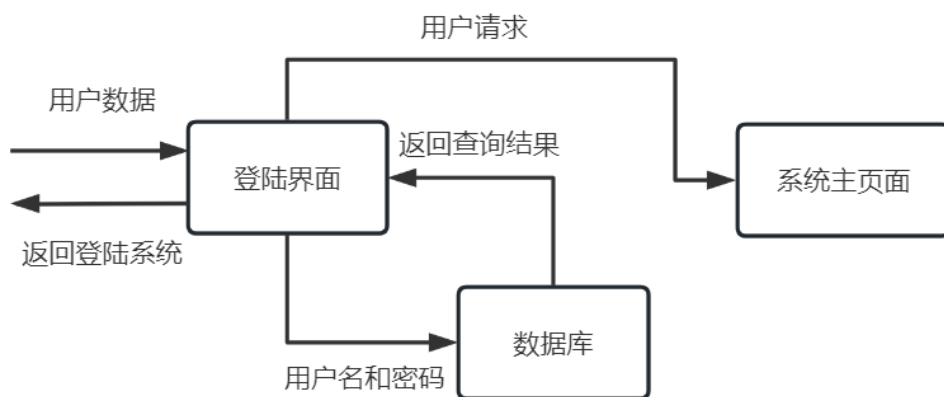 用户请求
用户数据
返回查询结果
登陆界面
系统主页面
返回登陆系统
数据库
用户名和密码